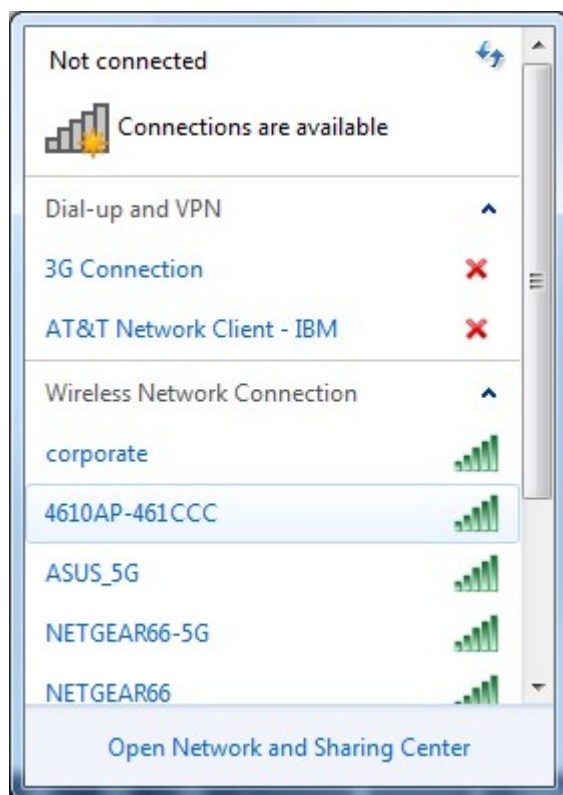 Not connected
Connections are available
Dial-up and VPN
3G Connection
AT&T Network Client - IBM
Wireless Network Connection
corporate
4610AP-461CCC
ASUS_5G
NETGEAR66-5G
NETGEAR66
Open Network and Sharing Center